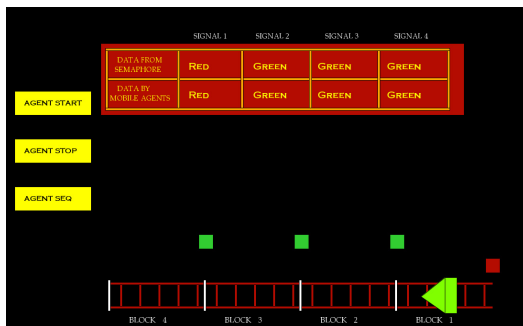 SIGNAL 1 SIGNAL 2 SIGNAL 3 SIGNAL 4
DATA FROM
SEMAPHORE
RED GREEN GREEN GREEN
DATA BY
MOBILE AGENTS
RED GREEN GREEN GREEN
AGENT START
AGENT STOP
AGENT SEQ
BLOCK 4 BLOCK 3 BLOCK 2 BLOCK 1